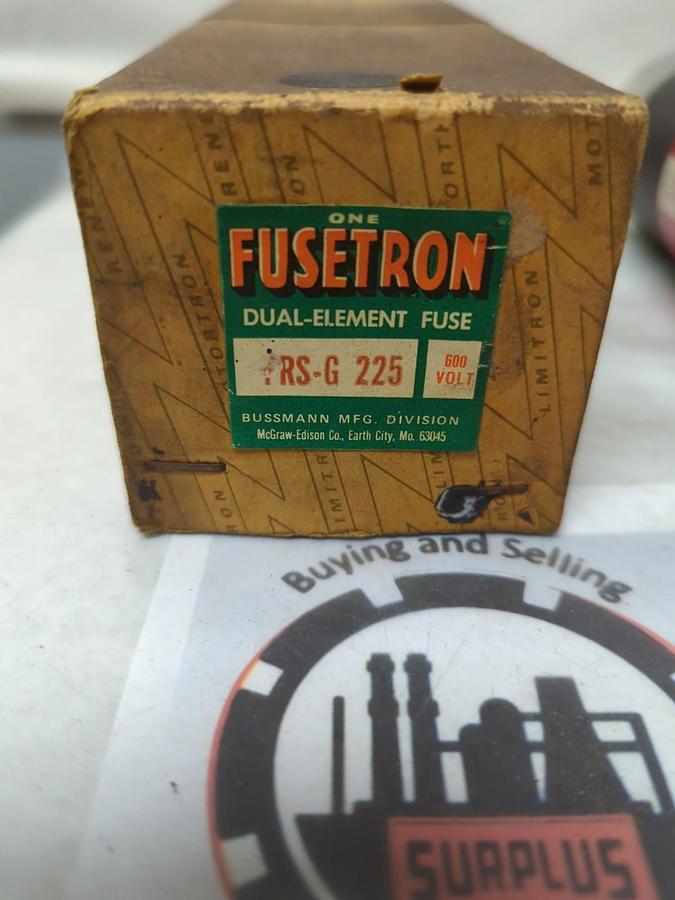 ONE
FUSETRON
DUAL-ELEMENT FUSE
RS-G 225
600
VOLT
BUSSMANN MFG. DIVISION
McGraw-Edison Co., Earth City, Mo. 63045
LIMITRON
Buying and Selling
SURPLUS